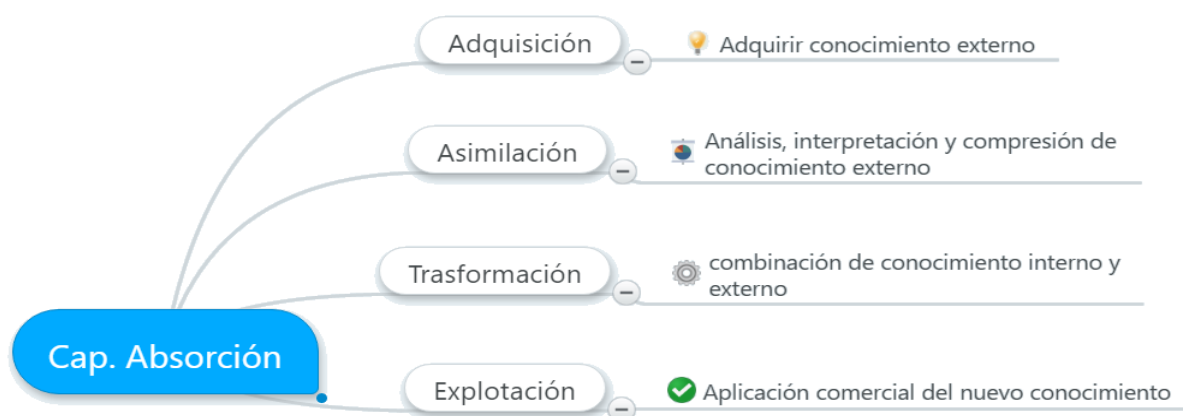 Adquisición
Adquirir conocimiento externo
Asimilación
Análisis, interpretación y compresión de
conocimiento externo
Trasformación
combinación de conocimiento interno y
externo
Cap. Absorción
Explotación
Aplicación comercial del nuevo conocimiento